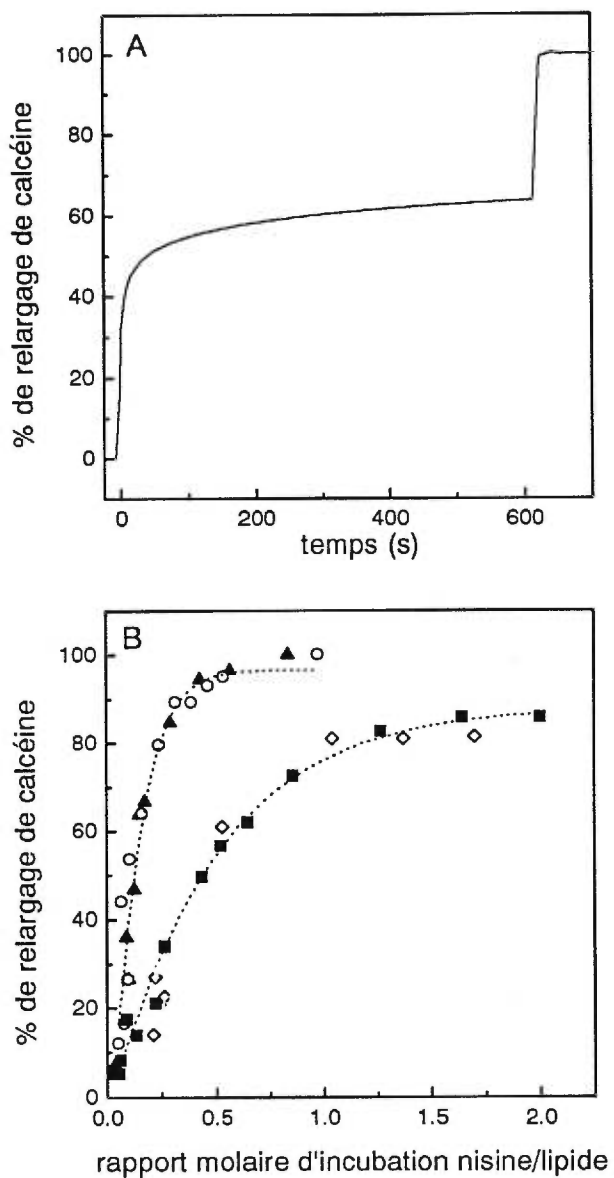 A
% de relargage de calcéine
100
80
60
40
20
0
0 200 400 600
temps (s)
B
% de relargage de calcéine
100
80
60
40
20
0
0.0 0.5 1.0 1.5 2.0
rapport molaire d'incubation nisine/lipide